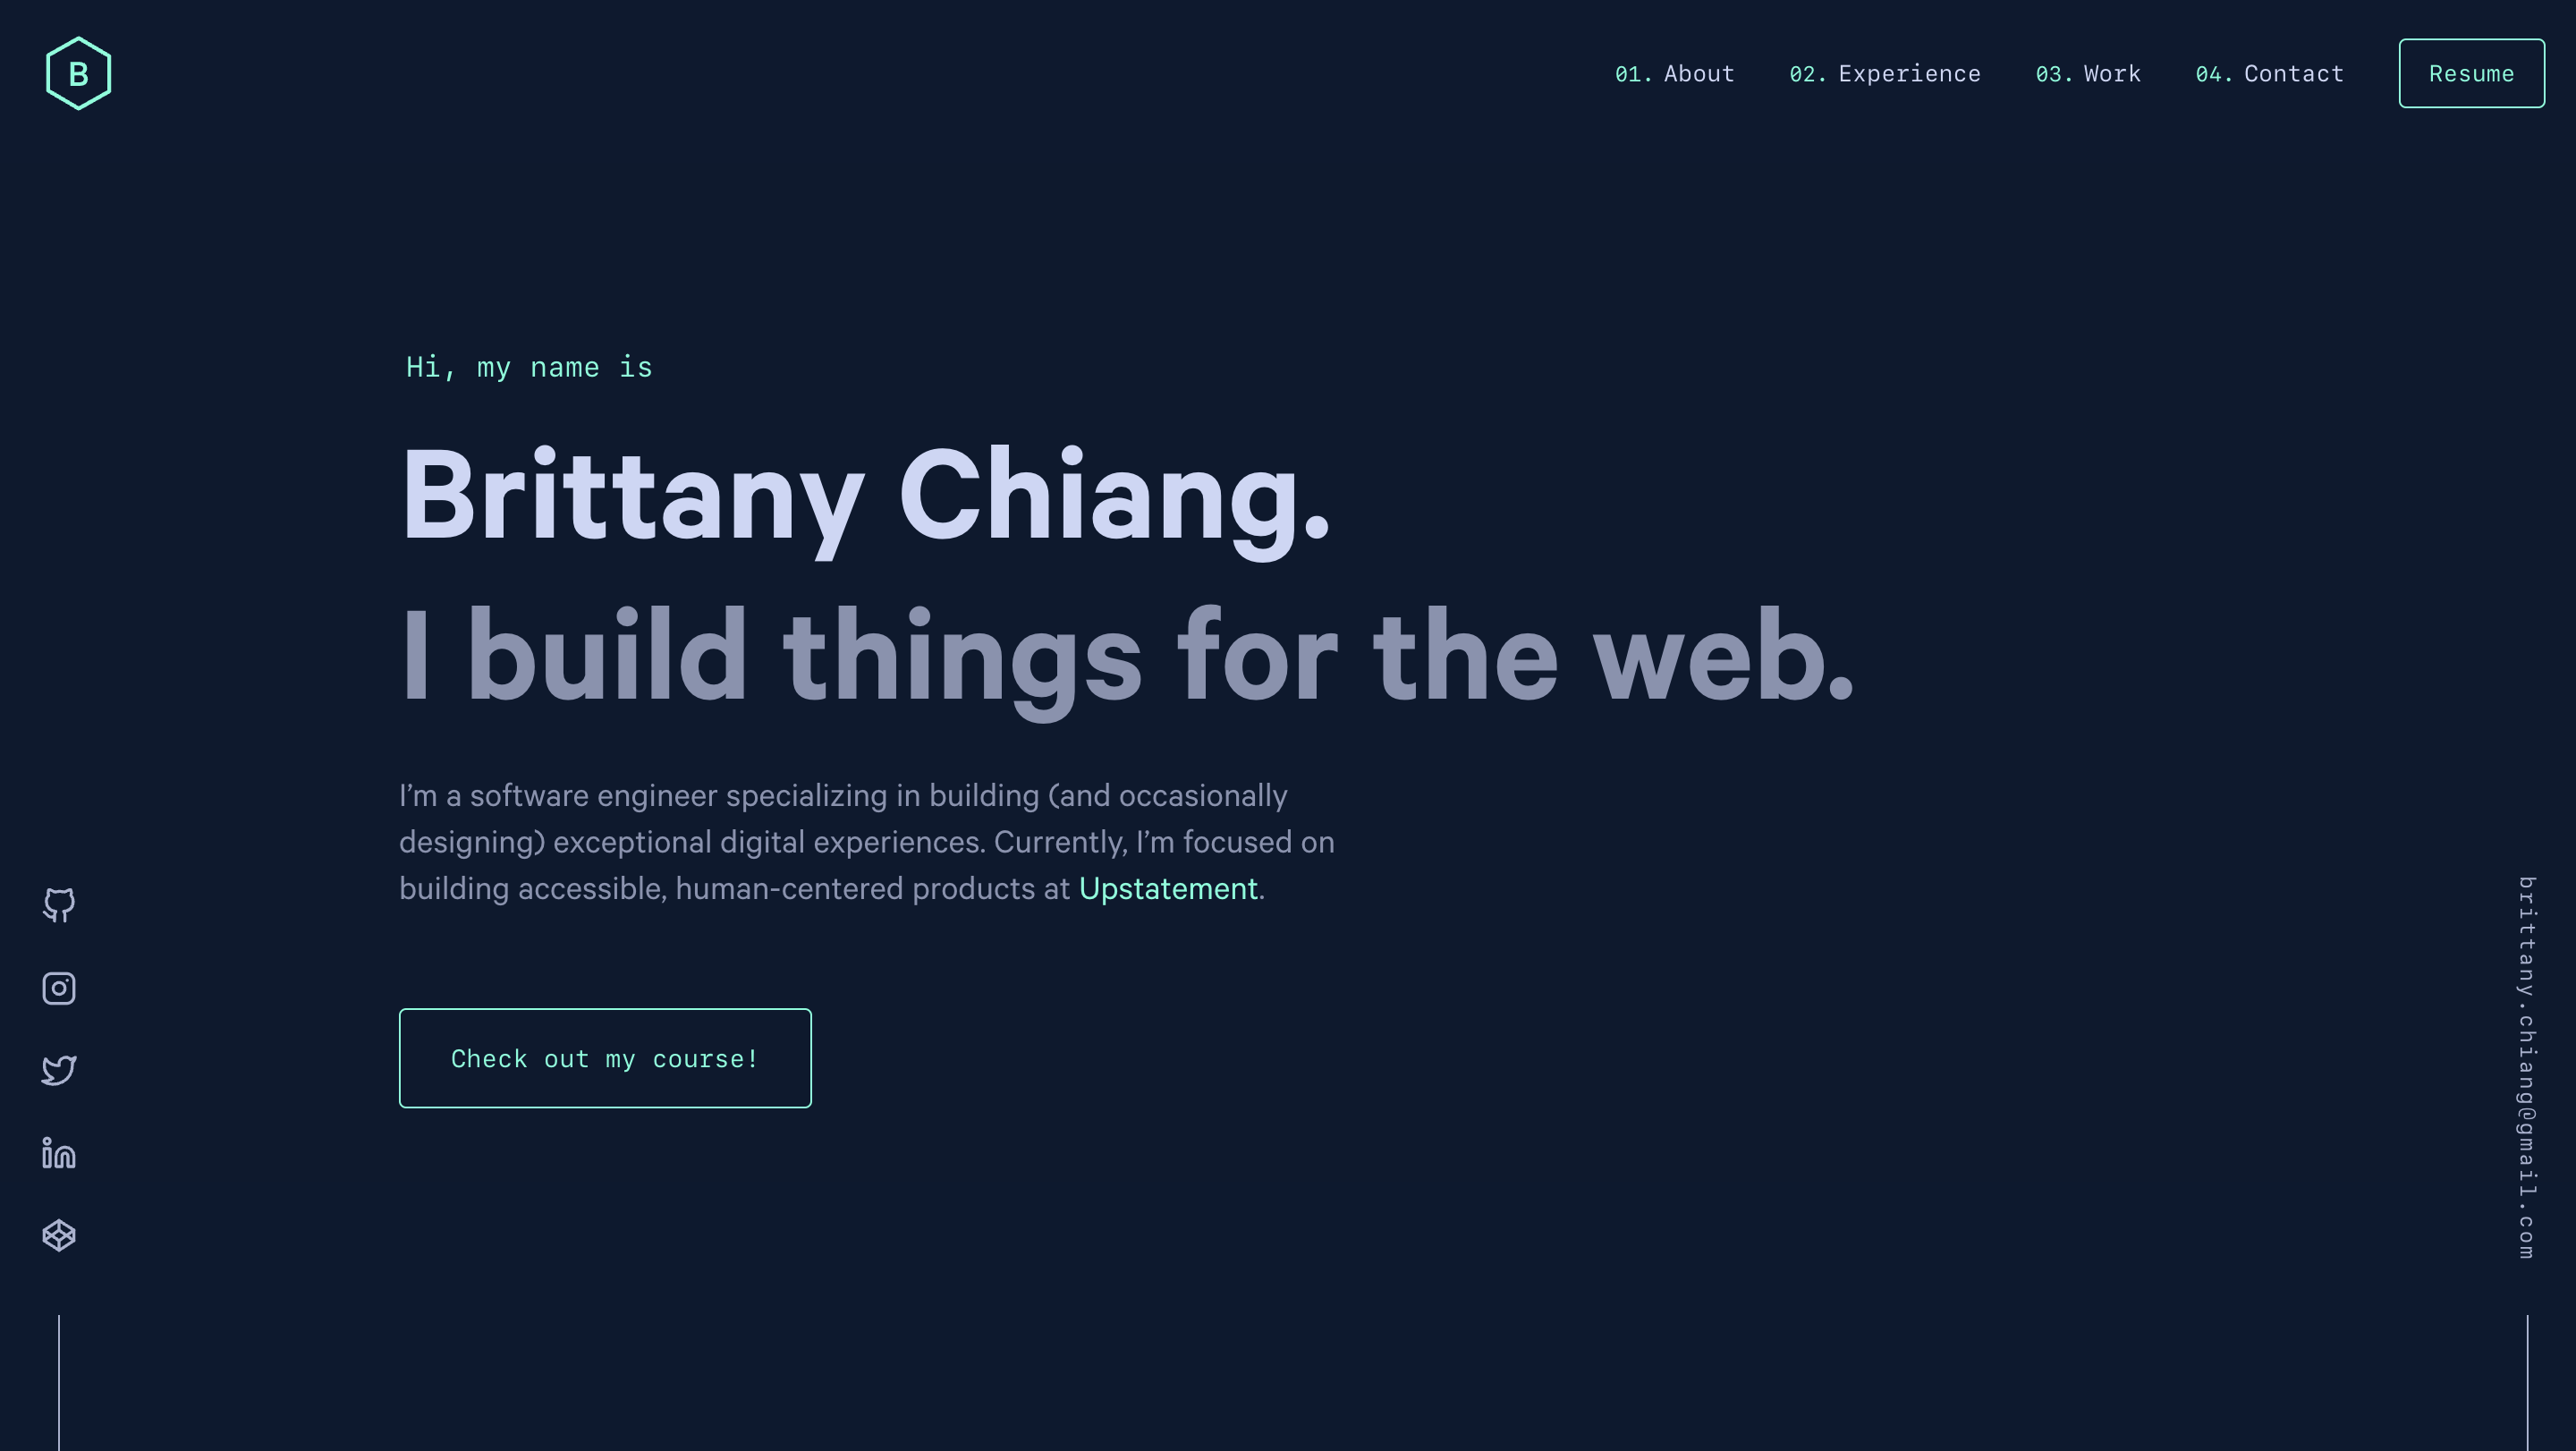 B
01. About
02. Experience
03. Work
04. Contact
Resume
Hi, my name is
Brittany Chiang.
I build things for the web.
I’m a software engineer specializing in building (and occasionally
designing) exceptional digital experiences. Currently, I’m focused on
building accessible, human-centered products at Upstatement.
Check out my course!
in
brittany.chiang@gmail.com